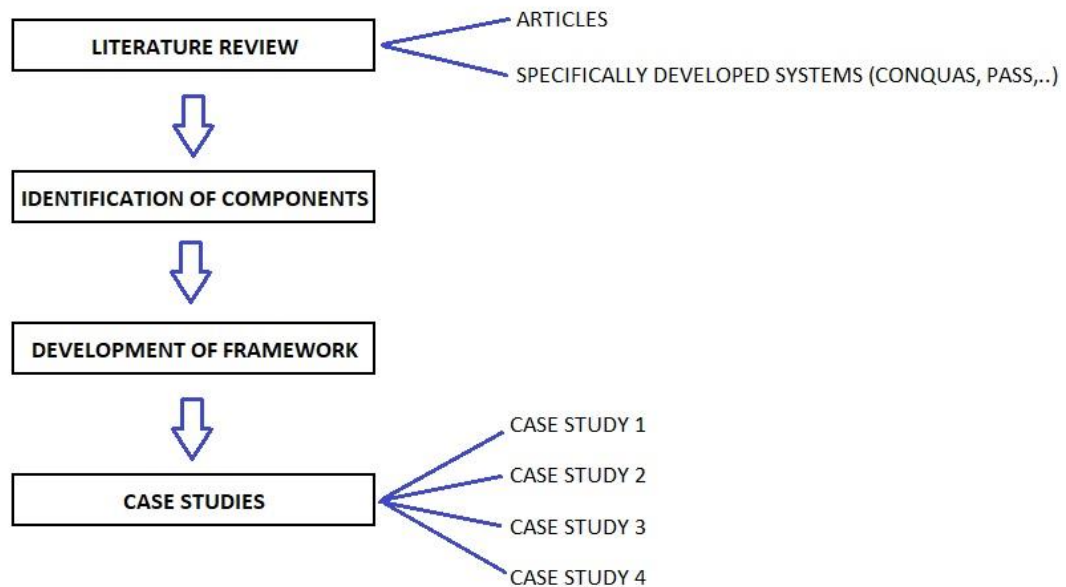 ARTICLES
LITERATURE REVIEW
SPECIFICALLY DEVELOPED SYSTEMS (CONQUAS, PASS,..)
IDENTIFICATION OF COMPONENTS
DEVELOPMENT OF FRAMEWORK
CASE STUDY 1
CASE STUDY 2
CASE STUDIES
CASE STUDY 3
CASE STUDY 4